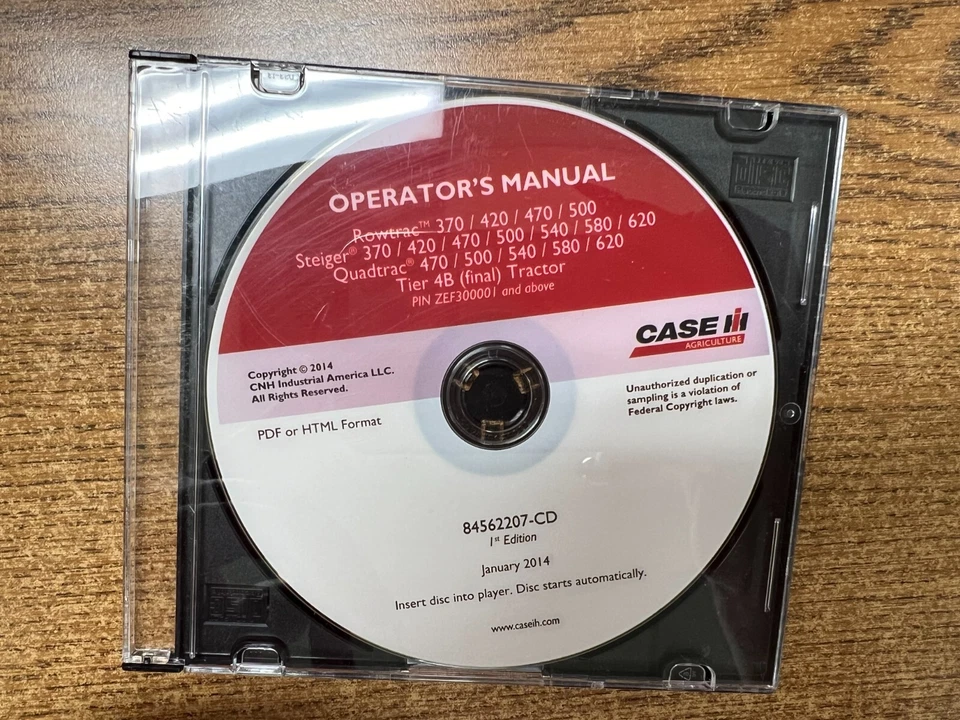 OPERATOR'S MANUAL
Rowtrac™ 370 / 420 / 470 / 500
Steiger® 370 / 420 / 470 / 500 / 540 / 580 / 620
Quadtrac® 470 / 500 / 540 / 580 / 620
Tier 4B (final) Tractor
PIN ZEF300001 and above
CASE IH
AGRICULTURE
Copyright © 2014
CNH Industrial America LLC.
All Rights Reserved.
Unauthorized duplication or
sampling is a violation of
Federal Copyright laws.
PDF or HTML Format
84562207-CD
1st Edition
January 2014
Insert disc into player. Disc starts automatically.
www.caseih.com